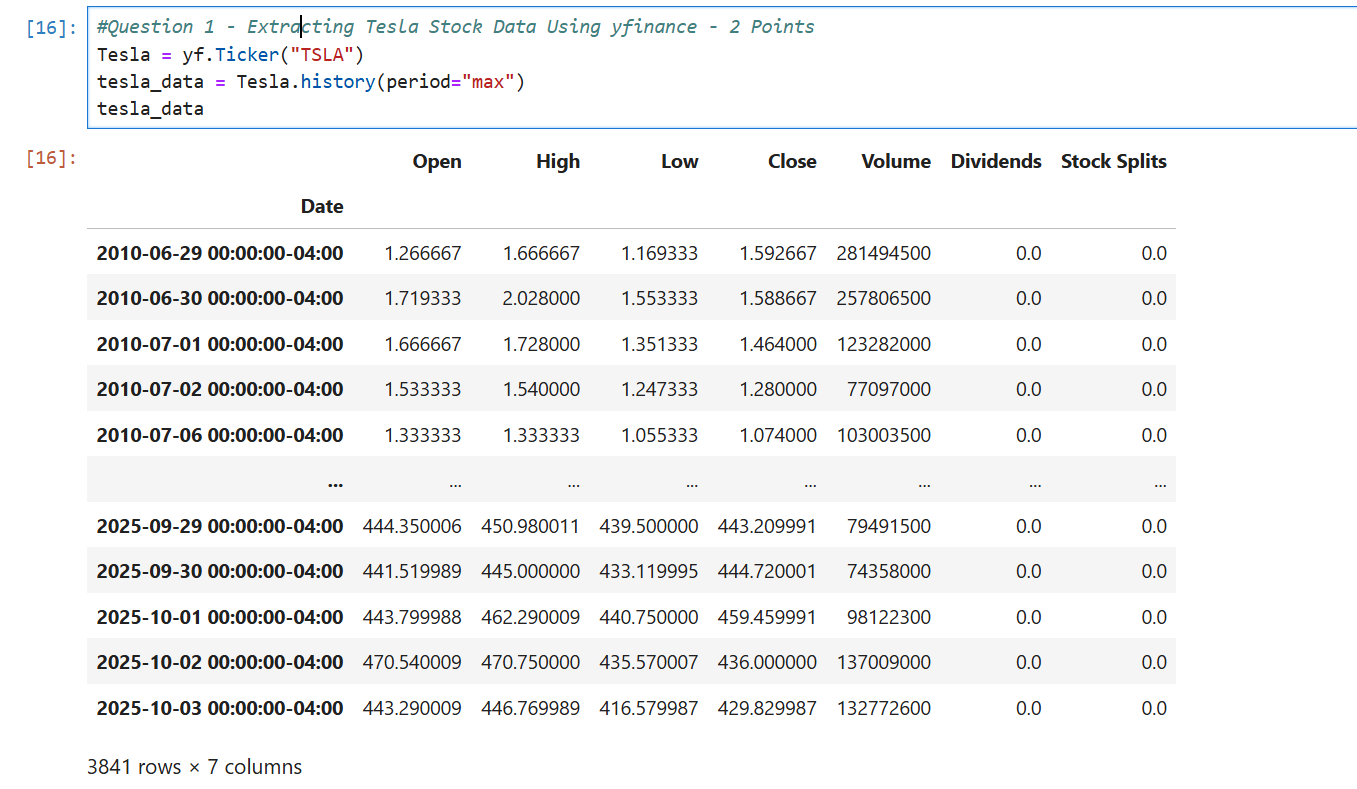 [16]: #Question 1 - Extracting Tesla Stock Data Using yfinance - 2 Points
Tesla = yf.Ticker("TSLA")
tesla_data = Tesla.history(period="max")
tesla_data
[16]: Open High Low Close Volume Dividends Stock Splits
Date
2010-06-29 00:00:00-04:00 1.266667 1.666667 1.169333 1.592667 281494500 0.0 0.0
2010-06-30 00:00:00-04:00 1.719333 2.028000 1.553333 1.588667 257806500 0.0 0.0
2010-07-01 00:00:00-04:00 1.666667 1.728000 1.351333 1.464000 123282000 0.0 0.0
2010-07-02 00:00:00-04:00 1.533333 1.540000 1.247333 1.280000 77097000 0.0 0.0
2010-07-06 00:00:00-04:00 1.333333 1.333333 1.055333 1.074000 103003500 0.0 0.0
... ... ... ... ... ... ... ...
2025-09-29 00:00:00-04:00 444.350006 450.980011 439.500000 443.209991 79491500 0.0 0.0
2025-09-30 00:00:00-04:00 441.519989 445.000000 433.119995 444.720001 74358000 0.0 0.0
2025-10-01 00:00:00-04:00 443.799988 462.290009 440.750000 459.459991 98122300 0.0 0.0
2025-10-02 00:00:00-04:00 470.540009 470.750000 435.570007 436.000000 137009000 0.0 0.0
2025-10-03 00:00:00-04:00 443.290009 446.769989 416.579987 429.829987 132772600 0.0 0.0
3841 rows × 7 columns